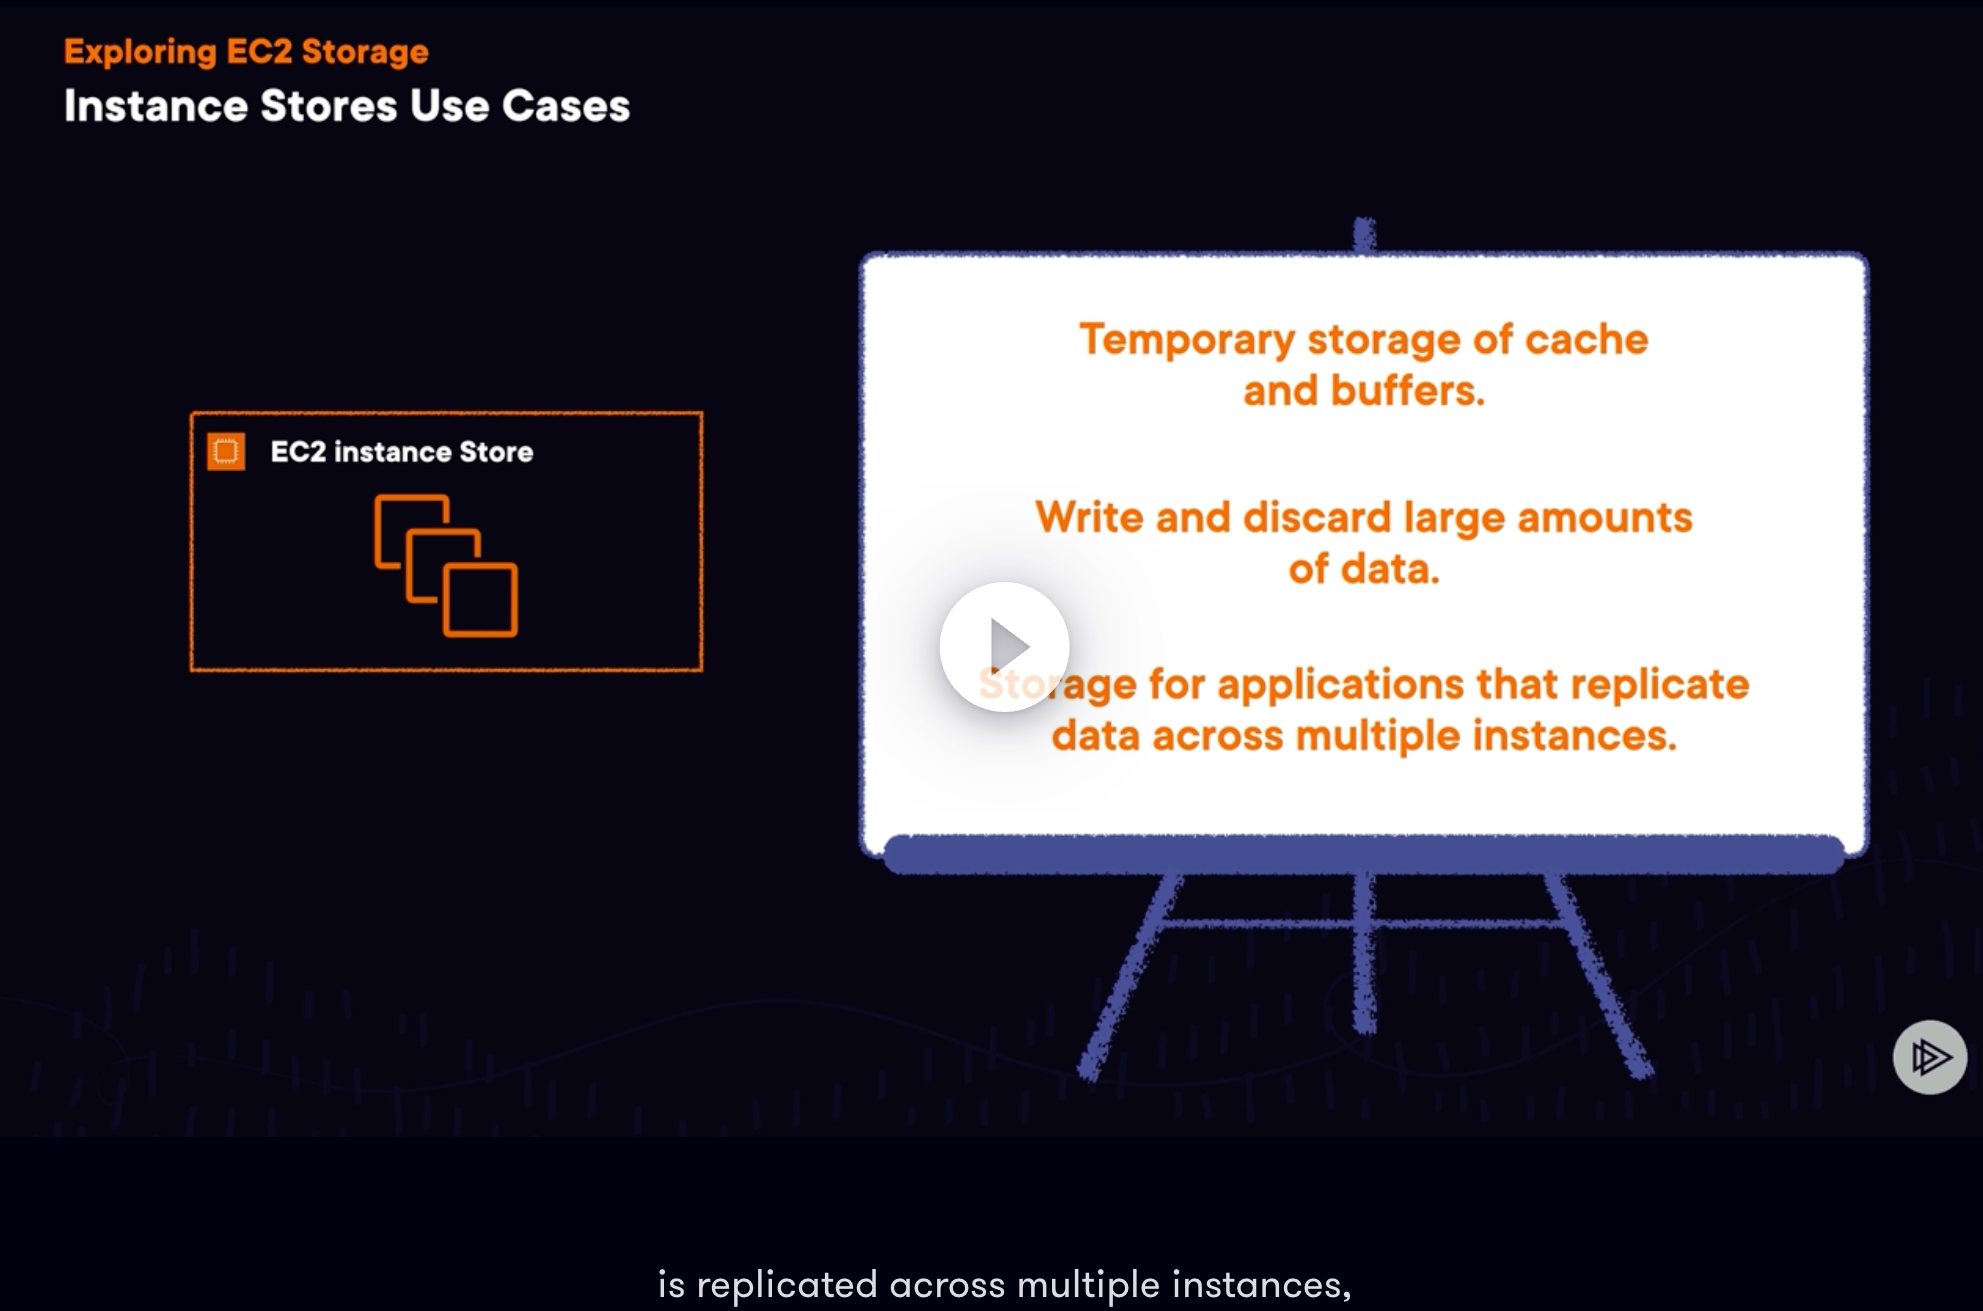 Exploring EC2 Storage
Instance Stores Use Cases
EC2 instance Store
Temporary storage of cache
and buffers.
Write and discard large amounts
of data.
Storage for applications that replicate
data across multiple instances.
is replicated across multiple instances,